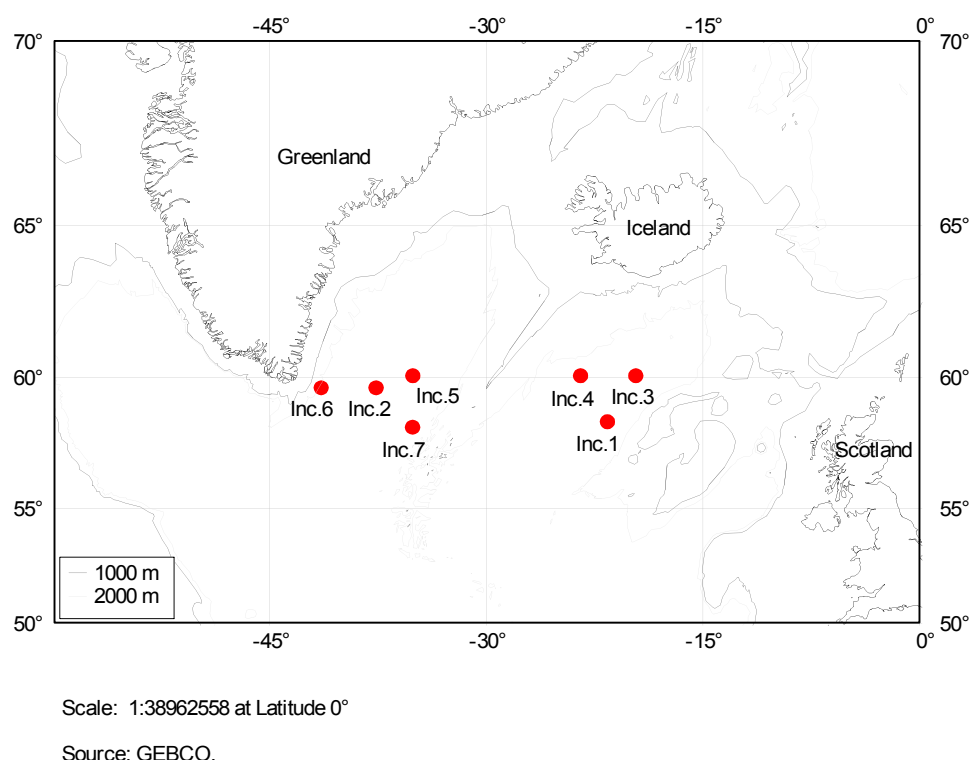 -45° -30° -15° 0°
70° 70°
Greenland
65° 65°
Iceland
60° 60°
Inc.6 Inc.2 Inc.5 Inc.4 Inc.3
Inc.7 Inc.1
Scotland
55° 55°
1000 m
2000 m
50° 50°
-45° -30° -15° 0°
Scale: 1:38962558 at Latitude 0°
Source: GEBCO.